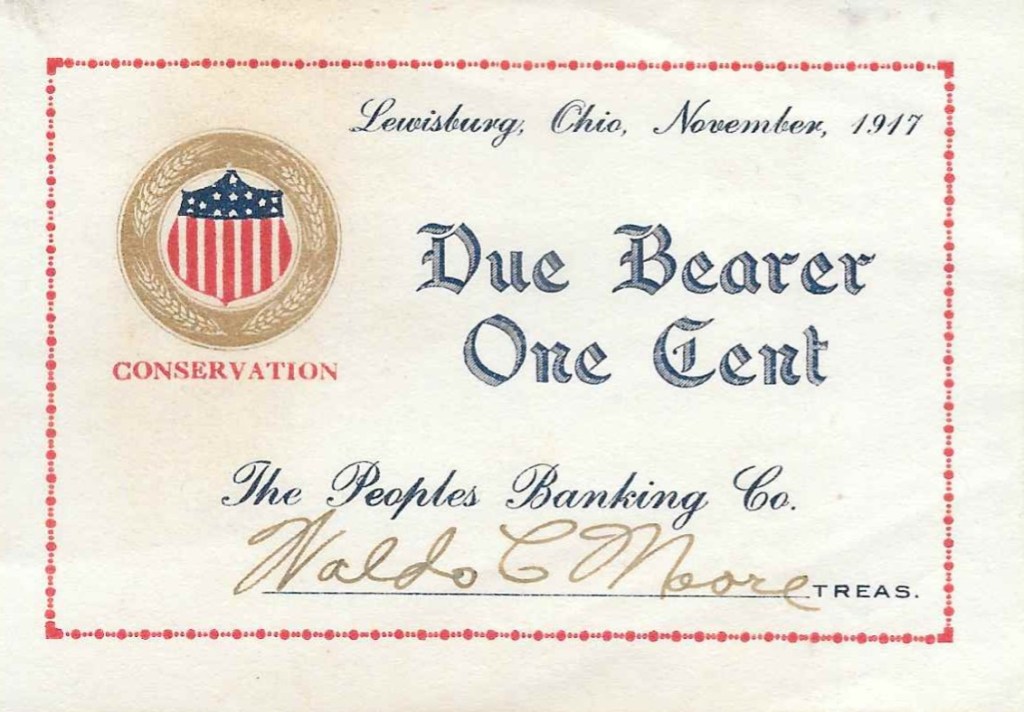 Lewisburg, Ohio, November, 1917
Due Bearer
One Cent
CONSERVATION
The Peoples Banking Co.
Waldo C Moore TREAS.